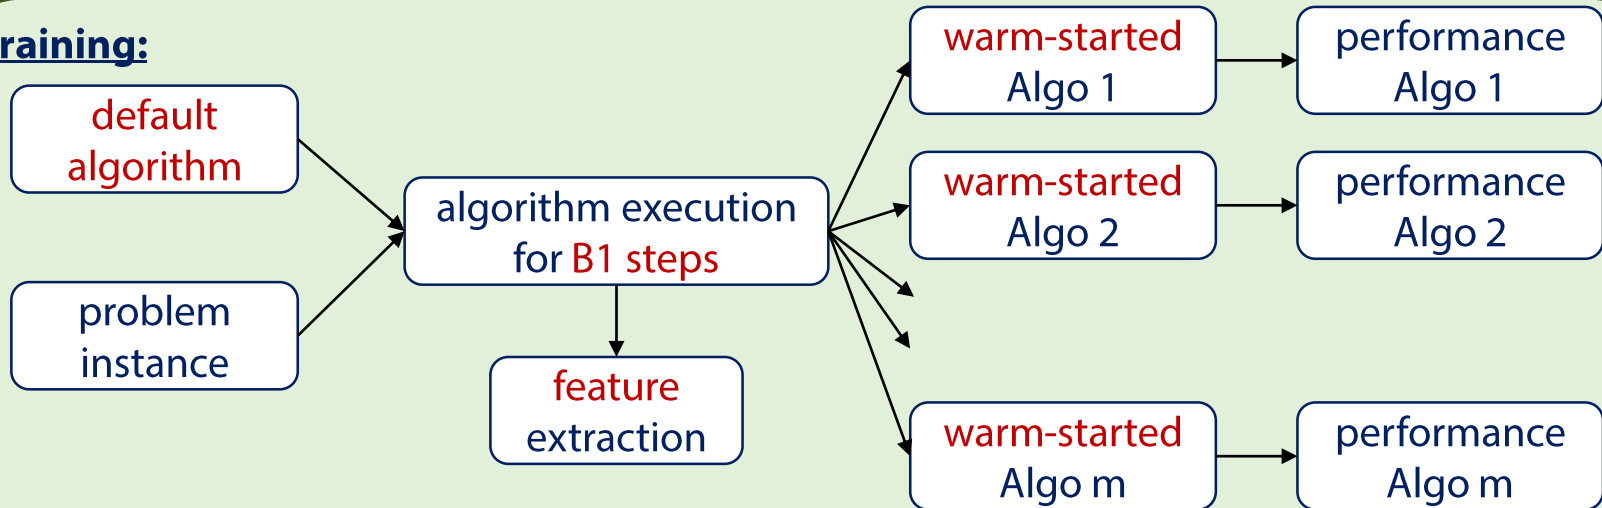 raining:
default
algorithm
problem
instance
algorithm execution
for B1 steps
feature
extraction
warm-started
Algo 1
performance
Algo 1
warm-started
Algo 2
performance
Algo 2
warm-started
Algo m
performance
Algo m